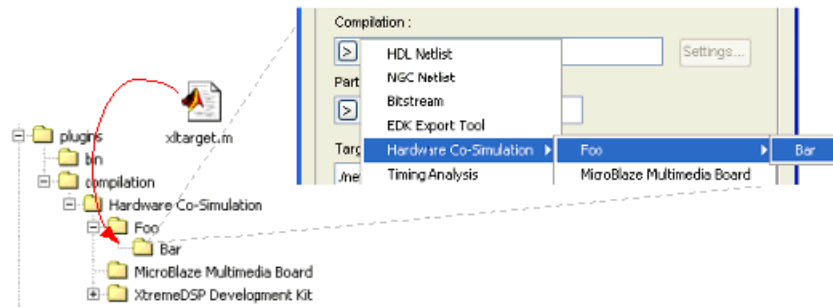 Compilation :
HDL Netlist
Settings...
NGC Netlist
Part
Bitstream
EDK Export Tool
Targ
Hardware Co-Simulation
Foo
Bar
./ne
Timing Analysis
MicroBlaze Multimedia Board
xltarget.m
plugins
bin
compilation
Hardware Co-Simulation
Foo
Bar
MicroBlaze Multimedia Board
XtremeDSP Development Kit